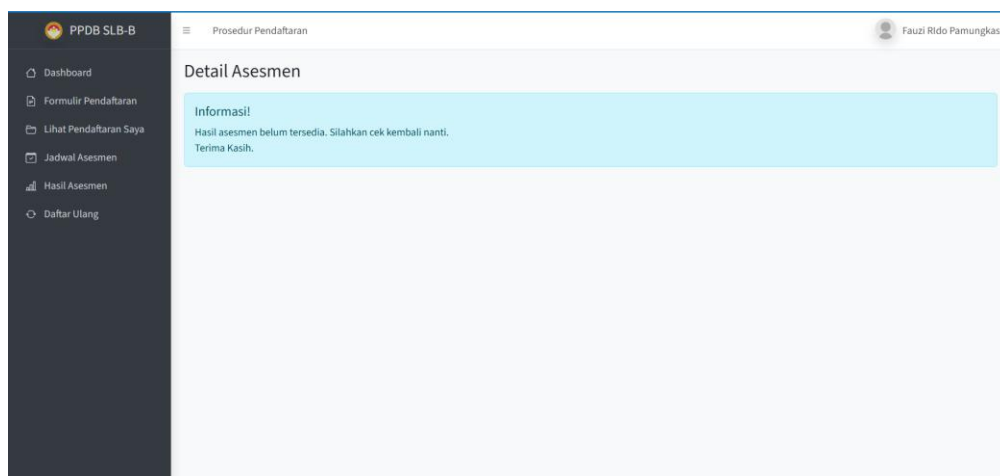 PPDB SLB-B
Prosedur Pendaftaran
Fauzi RIdo Pamungkas
Dashboard
Formulir Pendaftaran
Lihat Pendaftaran Saya
Jadwal Asesmen
Hasil Asesmen
Daftar Ulang
Detail Asesmen
Informasi!
Hasil asesmen belum tersedia. Silahkan cek kembali nanti.
Terima Kasih.